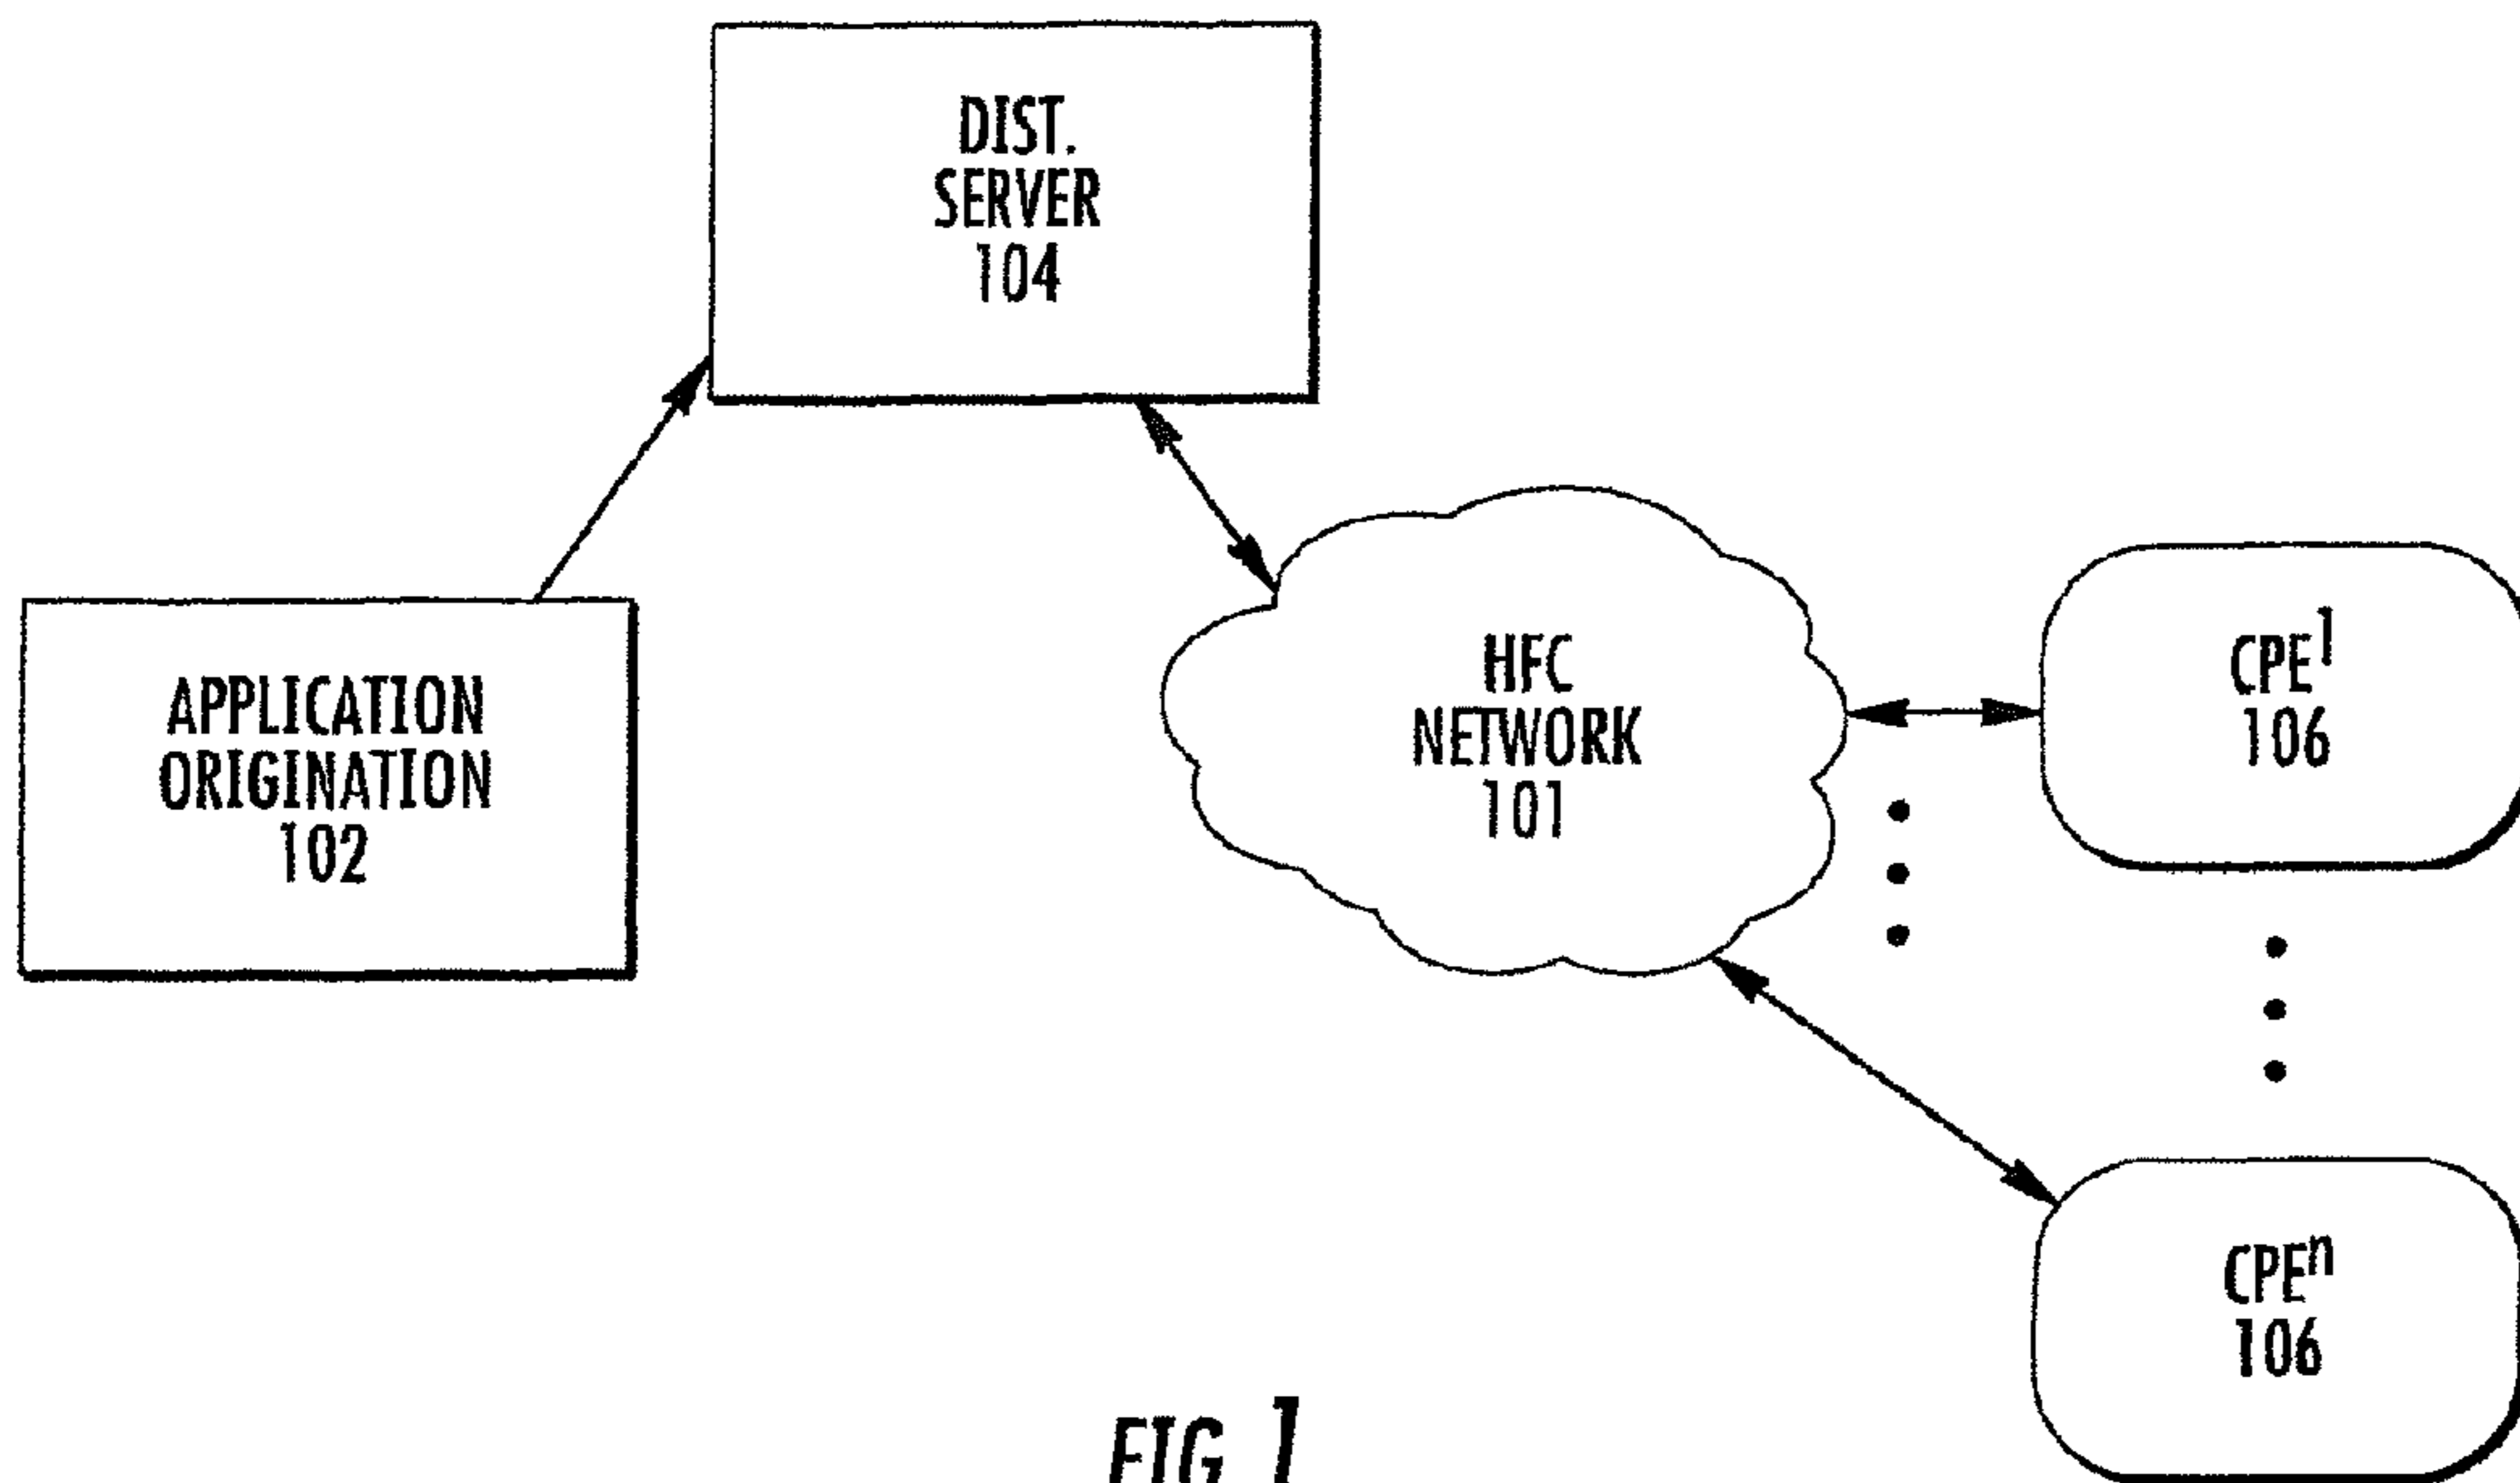 DIST.
SERVER
104
APPLICATION
ORIGINATION
102
HFC
NETWORK
101
CPE¹
106
CPEⁿ
106
FIG. 1